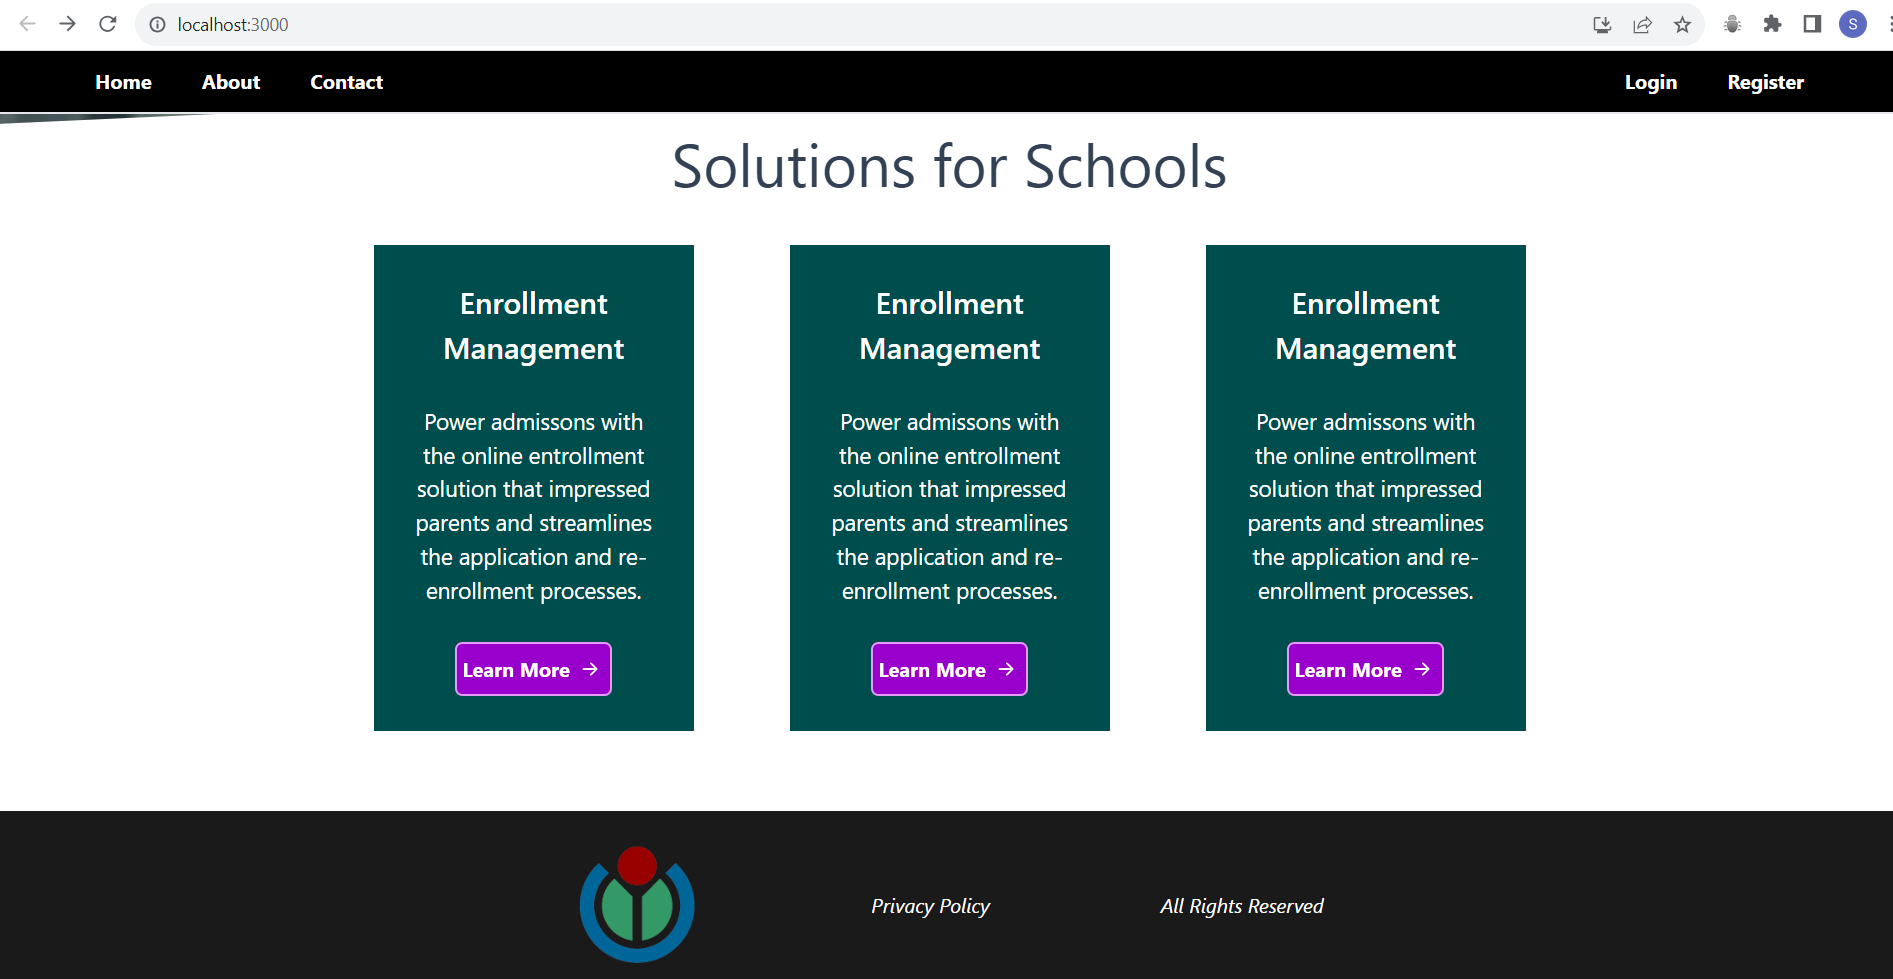 localhost:3000
S
Home About Contact Login Register
Solutions for Schools
Enrollment
Management
Power admissons with
the online entrollment
solution that impressed
parents and streamlines
the application and re-
enrollment processes.
Learn More →
Enrollment
Management
Power admissons with
the online entrollment
solution that impressed
parents and streamlines
the application and re-
enrollment processes.
Learn More →
Enrollment
Management
Power admissons with
the online entrollment
solution that impressed
parents and streamlines
the application and re-
enrollment processes.
Learn More →
Privacy Policy
All Rights Reserved